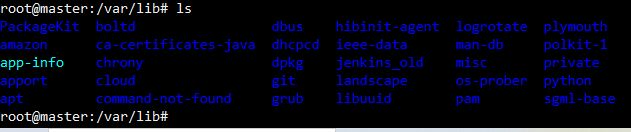 root@master:/var/lib# ls
PackageKit boltd dbus hibinit-agent logrotate plymouth
amazon ca-certificates-java dhcpcd ieee-data man-db polkit-1
app-info chrony dpkg jenkins_old misc private
apport cloud git landscape os-prober python
apt command-not-found grub libuuid pam sgml-base
root@master:/var/lib#